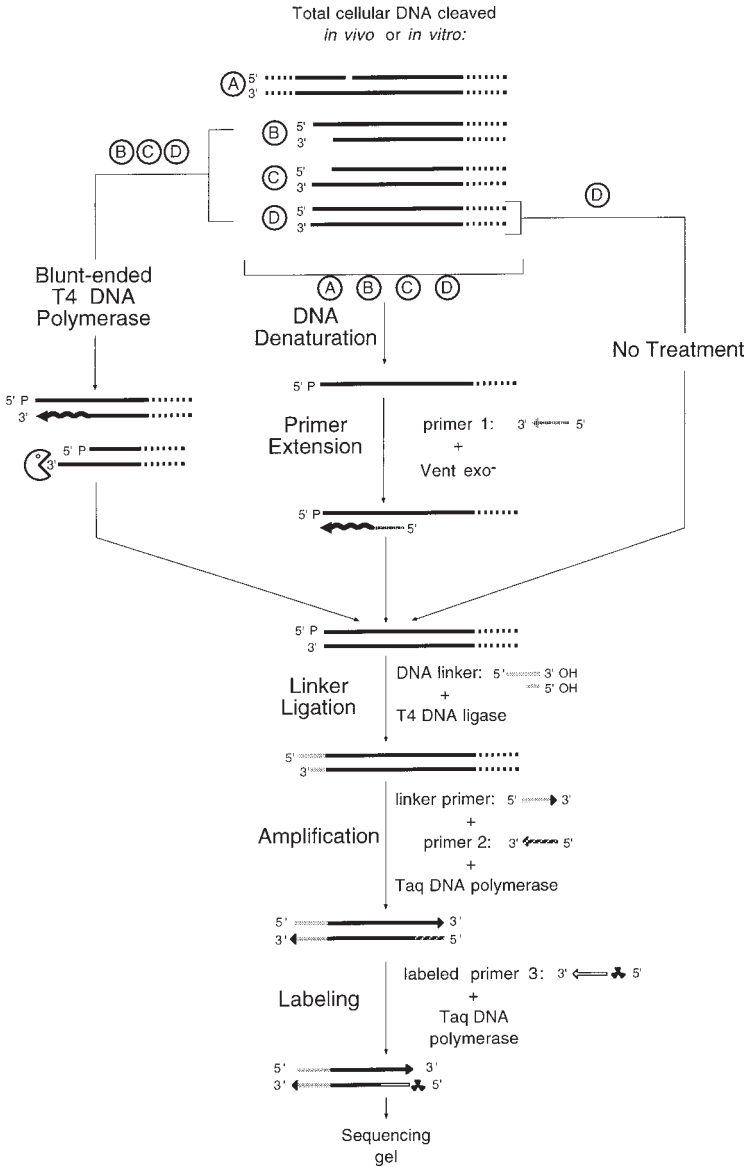 Total cellular DNA cleaved
in vivo or in vitro:
A 5'
3'
B 5'
3'
C 5'
3'
D 5'
3'
B C D
D
A B C D
Blunt-ended
T4 DNA
Polymerase
DNA
Denaturation
No Treatment
5' P
3'
5' P
3'
5' P
Primer
Extension
primer 1: 3' 5'
+
Vent exo-
5' P
5'
5' P
3'
Linker
Ligation
DNA linker: 5' 3' OH
5' OH
+
T4 DNA ligase
5'
3'
Amplification
linker primer: 5' 3'
+
primer 2: 3' 5'
+
Taq DNA polymerase
5' 3'
3' 5'
Labeling
labeled primer 3: 3' 5'
+
Taq DNA
polymerase
5' 3'
3' 5'
Sequencing
gel